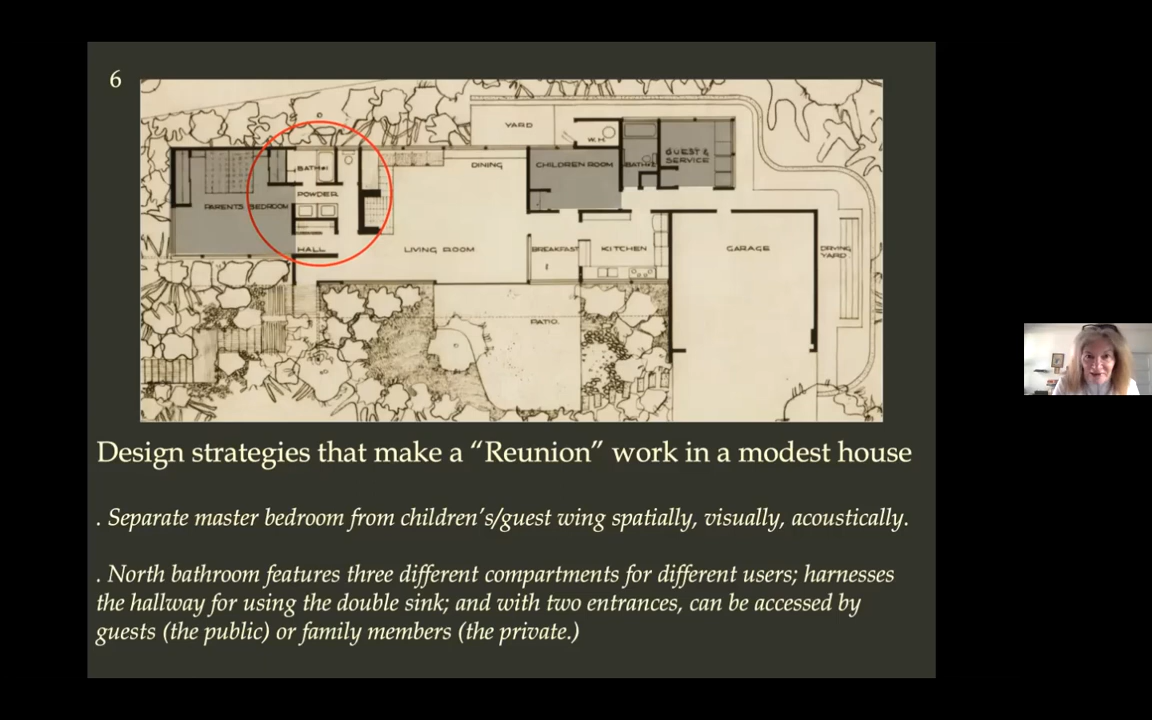 6
YARD
W.H.
DINING
CHILDREN ROOM
GUEST &
SERVICE
POWDER
PARENTS BEDROOM
HALL
LIVING ROOM
BREAKFAST
KITCHEN
GARAGE
DRYING
YARD
PATIO.
Design strategies that make a “Reunion” work in a modest house
. Separate master bedroom from children’s/guest wing spatially, visually, acoustically.
. North bathroom features three different compartments for different users; harnesses
the hallway for using the double sink; and with two entrances, can be accessed by
guests (the public) or family members (the private.)